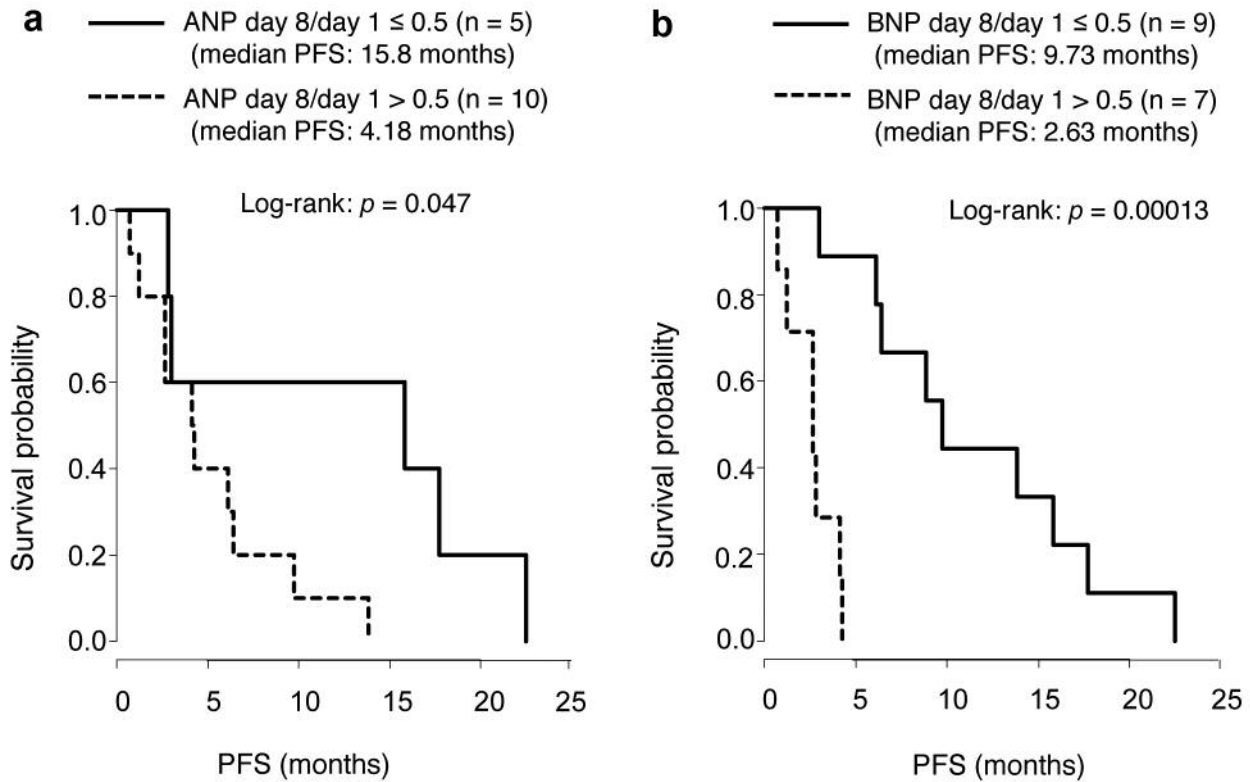 a
ANP day 8/day 1 ≤ 0.5 (n = 5)
(median PFS: 15.8 months)
ANP day 8/day 1 > 0.5 (n = 10)
(median PFS: 4.18 months)
Log-rank: p = 0.047
Survival probability
1.0
0.8
0.6
0.4
0.2
0.0
0 5 10 15 20 25
PFS (months)
b
BNP day 8/day 1 ≤ 0.5 (n = 9)
(median PFS: 9.73 months)
BNP day 8/day 1 > 0.5 (n = 7)
(median PFS: 2.63 months)
Log-rank: p = 0.00013
Survival probability
1.0
0.8
0.6
0.4
0.2
0.0
0 5 10 15 20 25
PFS (months)